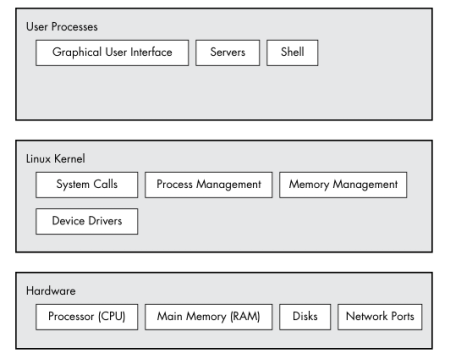 User Processes
Graphical User Interface
Servers
Shell
Linux Kernel
System Calls
Process Management
Memory Management
Device Drivers
Hardware
Processor (CPU)
Main Memory (RAM)
Disks
Network Ports